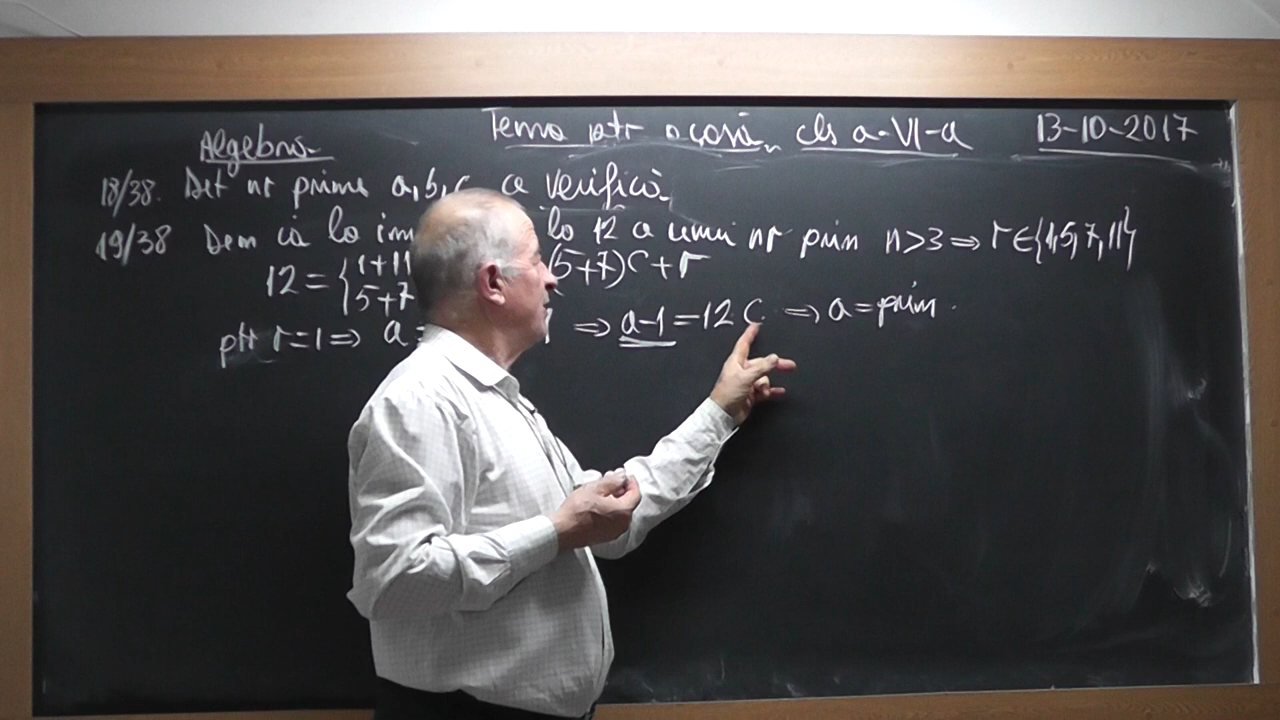 Algebra. Tema ptr acasă, cls a-VI-a 13-10-2017
18/38. Det nr prime a,b,c ce verifică
19/38 Dem că la îm lo 12 a unui nr prim n>3 ⇒ r∈{1,5,7,11}
12={1+11 (5+7)C+r
5+7
ptr r=1⇒ a= ⇒ a-1=12C ⇒ a=prim.